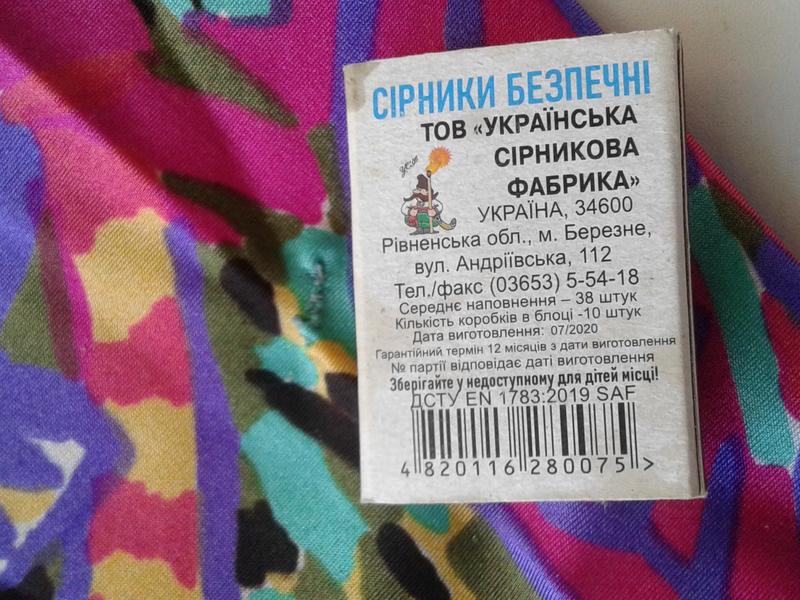 СІРНИКИ БЕЗПЕЧНІ
ТОВ «УКРАЇНСЬКА
СІРНИКОВА
ФАБРИКА»
УКРАЇНА, 34600
Рівненська обл., м. Березне,
вул. Андріївська, 112
Тел./факс (03653) 5-54-18
Середнє наповнення – 38 штук
Кількість коробків в блоці -10 штук
Дата виготовлення: 07/2020
Гарантійний термін 12 місяців з дати виготовлення
№ партії відповідає даті виготовлення
Зберігайте у недоступному для дітей місці!
ДСТУ EN 1783:2019 SAF
4 820116 280075 >